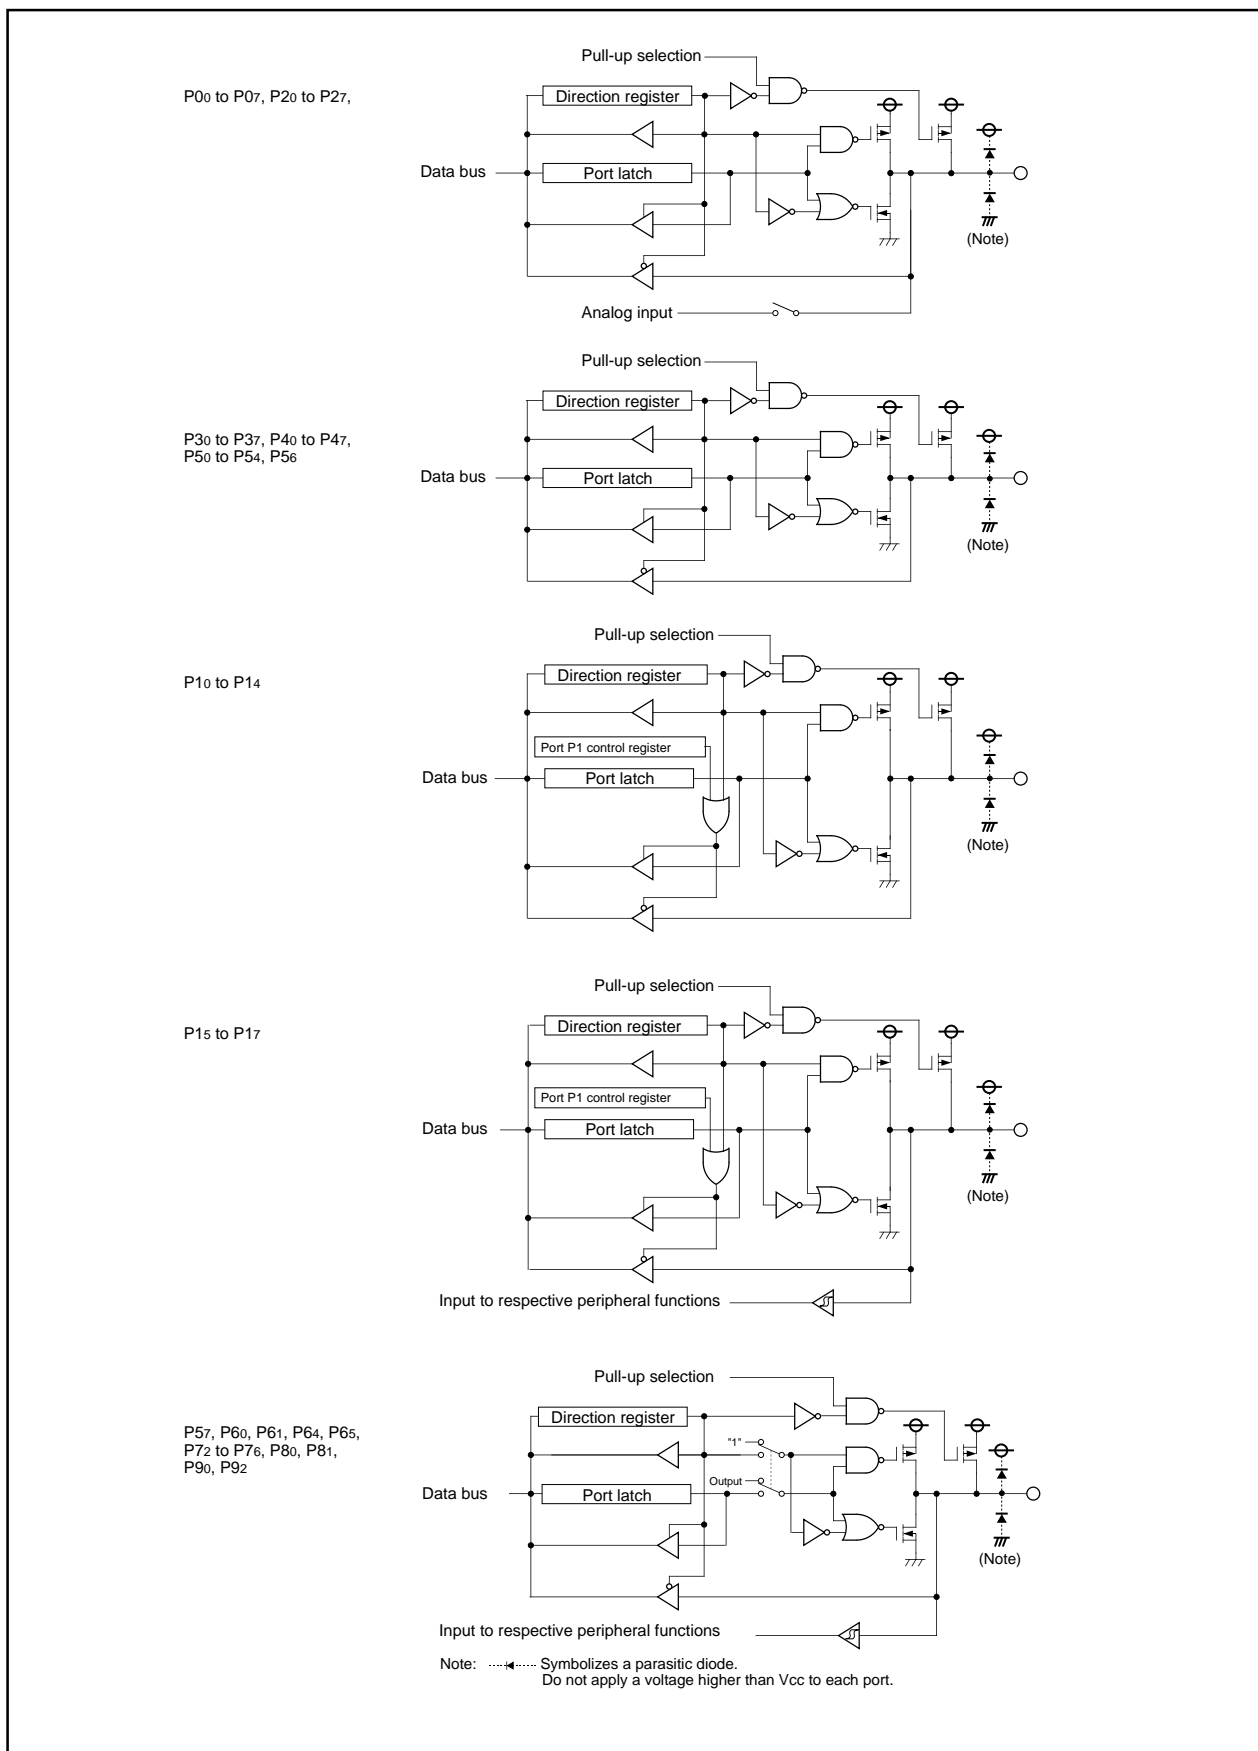 Pull-up selection
P00 to P07, P20 to P27,
Direction register
Data bus
Port latch
(Note)
Analog input
Pull-up selection
Direction register
P30 to P37, P40 to P47,
P50 to P54, P56
Data bus
Port latch
(Note)
Pull-up selection
P10 to P14
Direction register
Port P1 control register
Data bus
Port latch
(Note)
Pull-up selection
P15 to P17
Direction register
Port P1 control register
Data bus
Port latch
(Note)
Input to respective peripheral functions
Pull-up selection
Direction register
P57, P60, P61, P64, P65,
P72 to P76, P80, P81,
P90, P92
"1"
Output
Data bus
Port latch
(Note)
Input to respective peripheral functions
Note: Symbolizes a parasitic diode.
Do not apply a voltage higher than Vcc to each port.